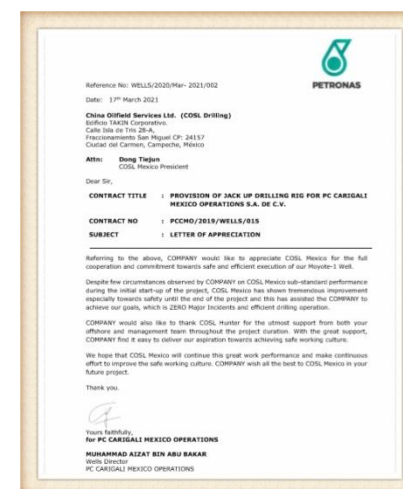 PETRONAS
Reference No: WELLS/2020/Mar- 2021/002
Date: 17th March 2021
China Oilfield Services Ltd. (COSL Drilling)
Edificio TAKIN Corporativo.
Calle Isla de Tris 28-A,
Fraccionamiento San Miguel CP: 24157
Ciudad del Carmen, Campeche, México
Attn: Dong Tiejun
COSL Mexico President
Dear Sir,
CONTRACT TITLE : PROVISION OF JACK UP DRILLING RIG FOR PC CARIGALI
MEXICO OPERATIONS S.A. DE C.V.
CONTRACT NO : PCCMO/2019/WELLS/015
SUBJECT : LETTER OF APPRECIATION
Referring to the above, COMPANY would like to appreciate COSL Mexico for the full
cooperation and commitment towards safe and efficient execution of our Moyote-1 Well.
Despite few circumstances observed by COMPANY on COSL Mexico sub-standard performance
during the initial start-up of the project, COSL Mexico has shown tremendous improvement
especially towards safety until the end of the project and this has assisted the COMPANY to
achieve our goals, which is ZERO Major Incidents and efficient drilling operation.
COMPANY would also like to thank COSL Hunter for the utmost support from both your
offshore and management team throughout the project duration. With the great support,
COMPANY find it easy to deliver our aspiration towards achieving safe working culture.
We hope that COSL Mexico will continue this great work performance and make continuous
effort to improve the safe working culture. COMPANY wish all the best to COSL Mexico in your
future project.
Thank you.
Yours faithfully,
for PC CARIGALI MEXICO OPERATIONS
MUHAMMAD AIZAT BIN ABU BAKAR
Wells Director
PC CARIGALI MEXICO OPERATIONS